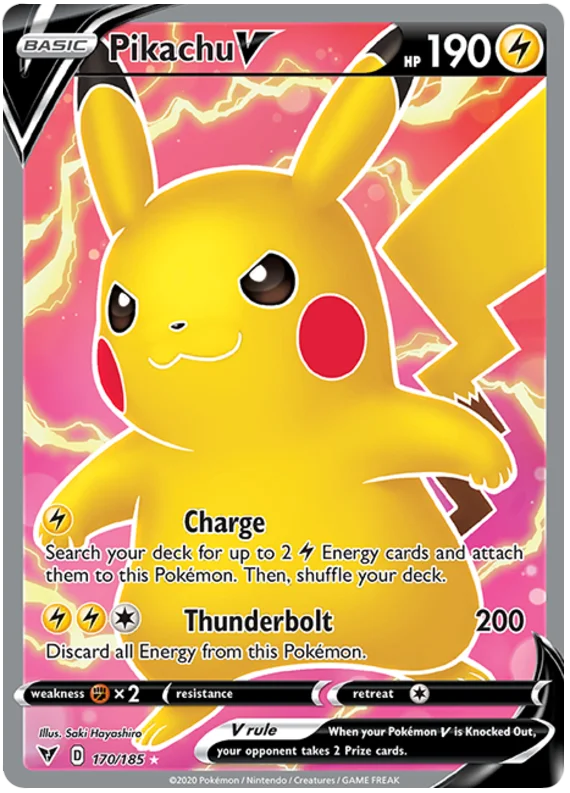 BASIC Pikachu V HP 190
Charge
Search your deck for up to 2 Energy cards and attach
them to this Pokémon. Then, shuffle your deck.
Thunderbolt 200
Discard all Energy from this Pokémon.
weakness ×2 resistance retreat
Illus. Saki Hayashiro
V rule When your Pokémon V is Knocked Out,
your opponent takes 2 Prize cards.
D 170/185
©2020 Pokémon / Nintendo / Creatures / GAME FREAK